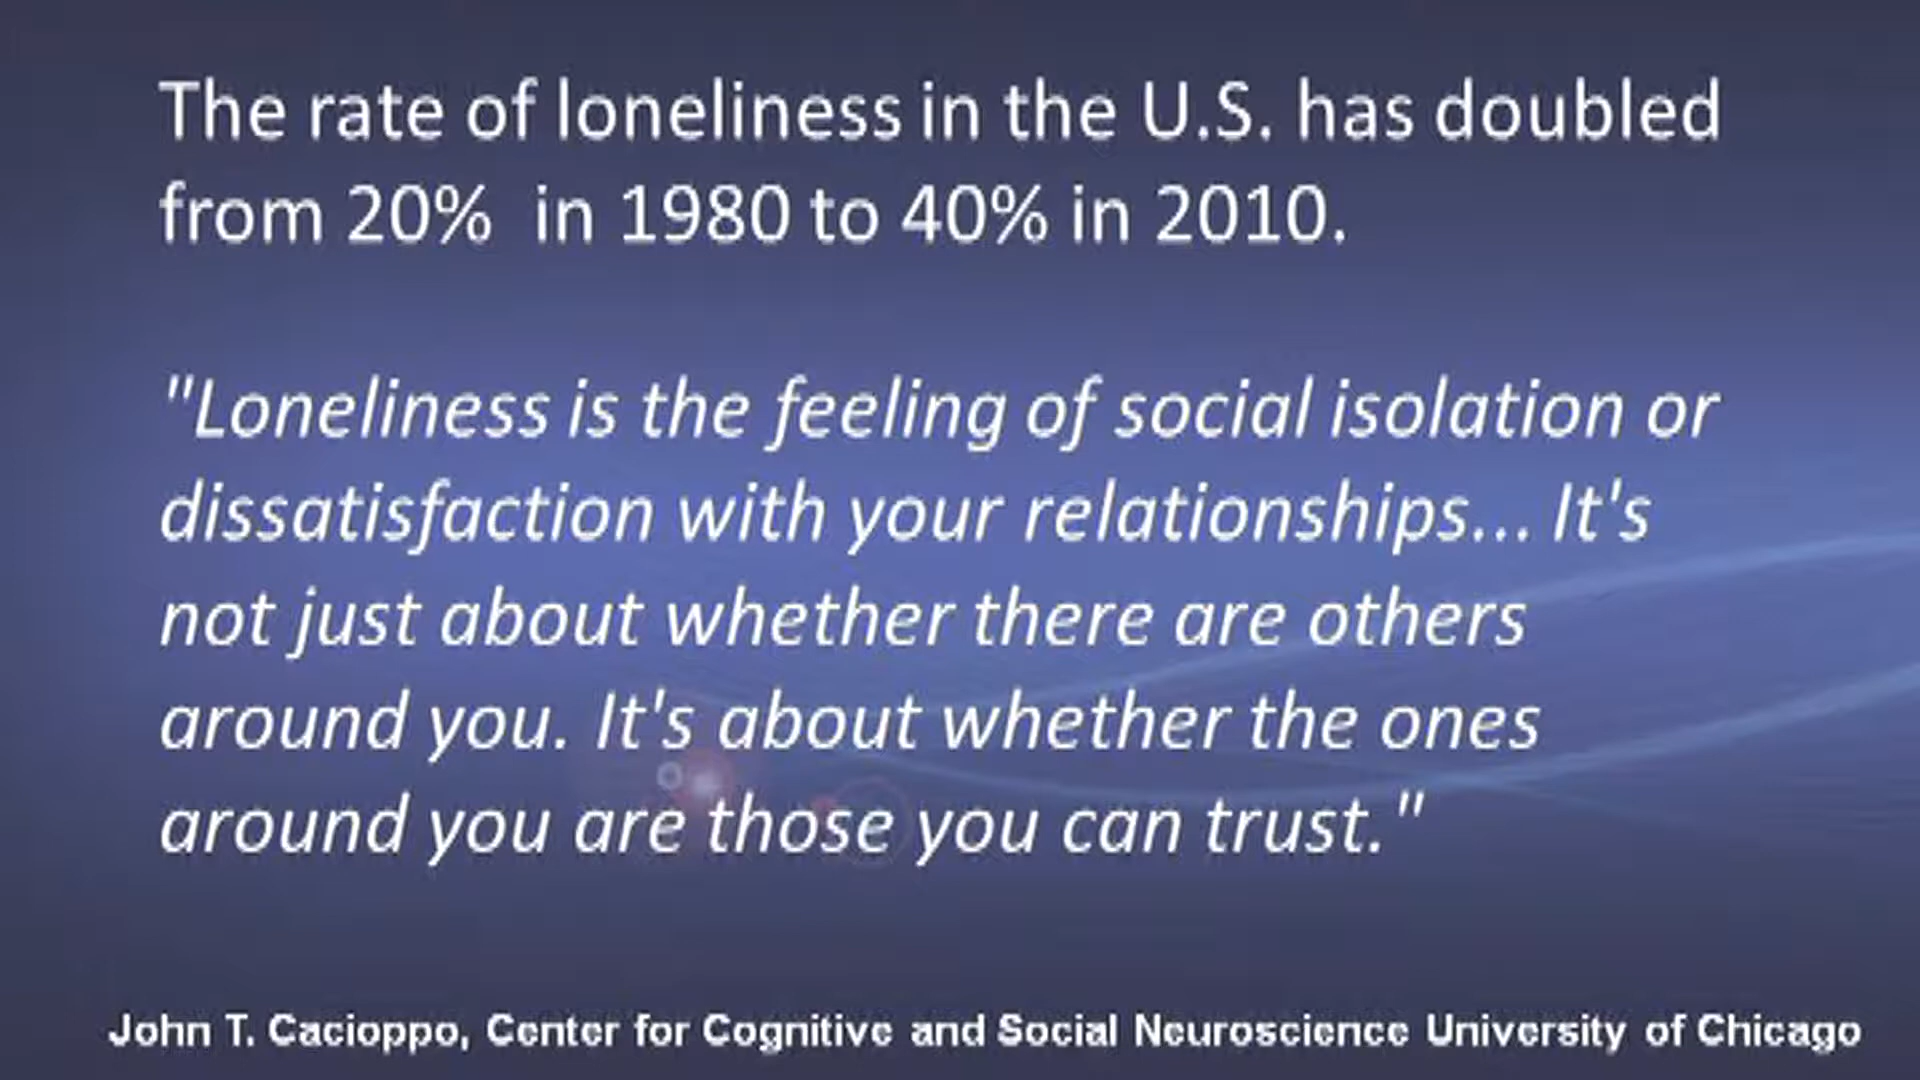 The rate of loneliness in the U.S. has doubled
from 20%  in 1980 to 40% in 2010.
"Loneliness is the feeling of social isolation or
dissatisfaction with your relationships... It's
not just about whether there are others
around you. It's about whether the ones
around you are those you can trust."
John T. Cacioppo, Center for Cognitive and Social Neuroscience University of Chicago